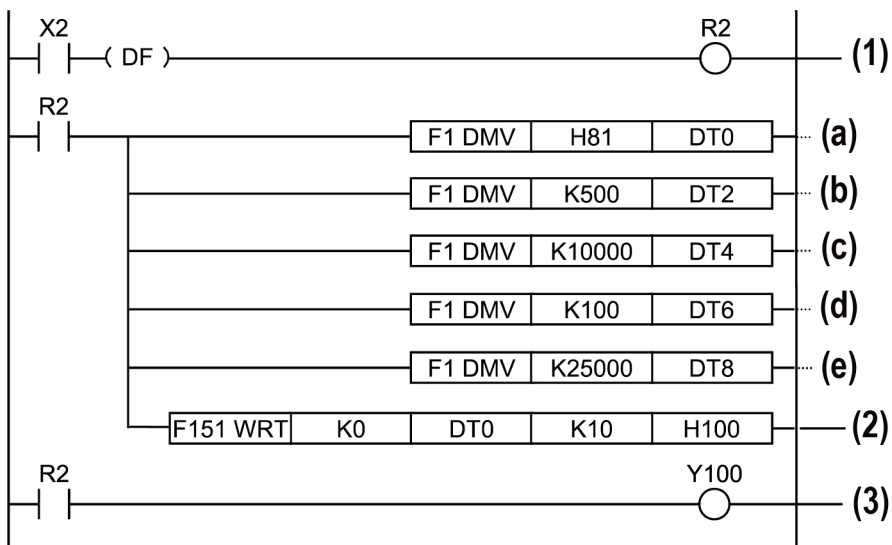 X2 R2
( DF ) (1)
R2
F1 DMV H81 DT0 (a)
F1 DMV K500 DT2 (b)
F1 DMV K10000 DT4 (c)
F1 DMV K100 DT6 (d)
F1 DMV K25000 DT8 (e)
F151 WRT K0 DT0 K10 H100 (2)
R2 Y100
(3)